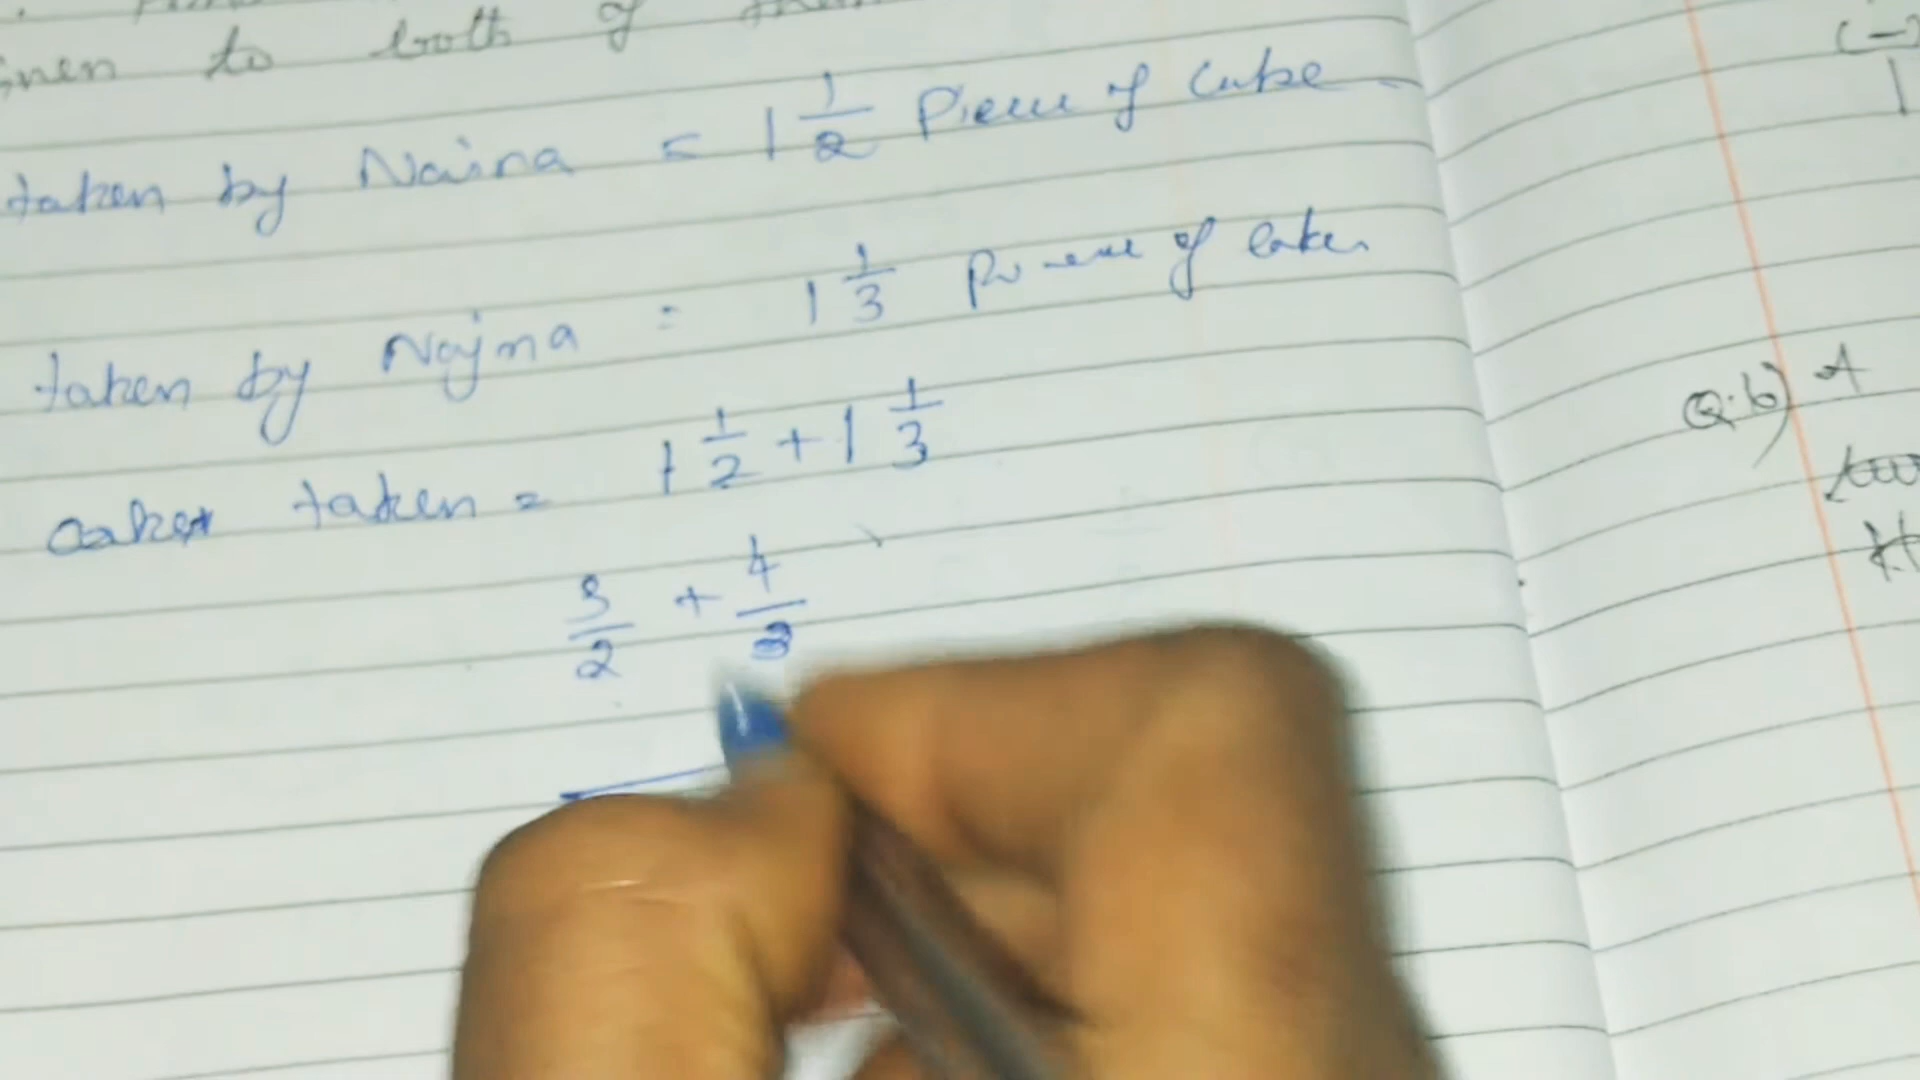 to both of
taken by Naina = 1 1/2 Piece of Cake
taken by Najma = 1 1/3 Piece of cake.
cake taken = 1 1/2 + 1 1/3
3/2 + 4/3
Q.b) A